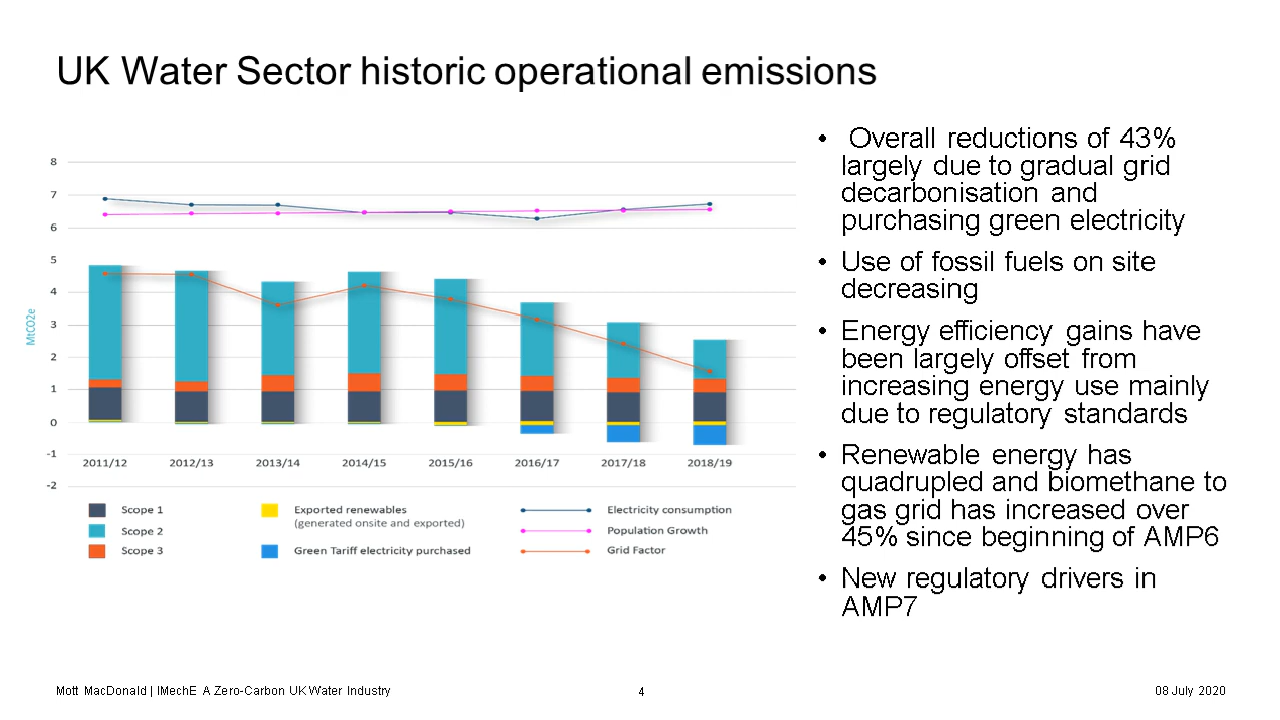 UK Water Sector historic operational emissions
8
7
6
5
4
3
2
1
0
-1
-2
MtCO2e
2011/12 2012/13 2013/14 2014/15 2015/16 2016/17 2017/18 2018/19
Scope 1
Scope 2
Scope 3
Exported renewables
(generated onsite and exported)
Green Tariff electricity purchased
Electricity consumption
Population Growth
Grid Factor
• Overall reductions of 43%
largely due to gradual grid
decarbonisation and
purchasing green electricity
• Use of fossil fuels on site
decreasing
• Energy efficiency gains have
been largely offset from
increasing energy use mainly
due to regulatory standards
• Renewable energy has
quadrupled and biomethane to
gas grid has increased over
45% since beginning of AMP6
• New regulatory drivers in
AMP7
Mott MacDonald | IMechE A Zero-Carbon UK Water Industry
4
08 July 2020